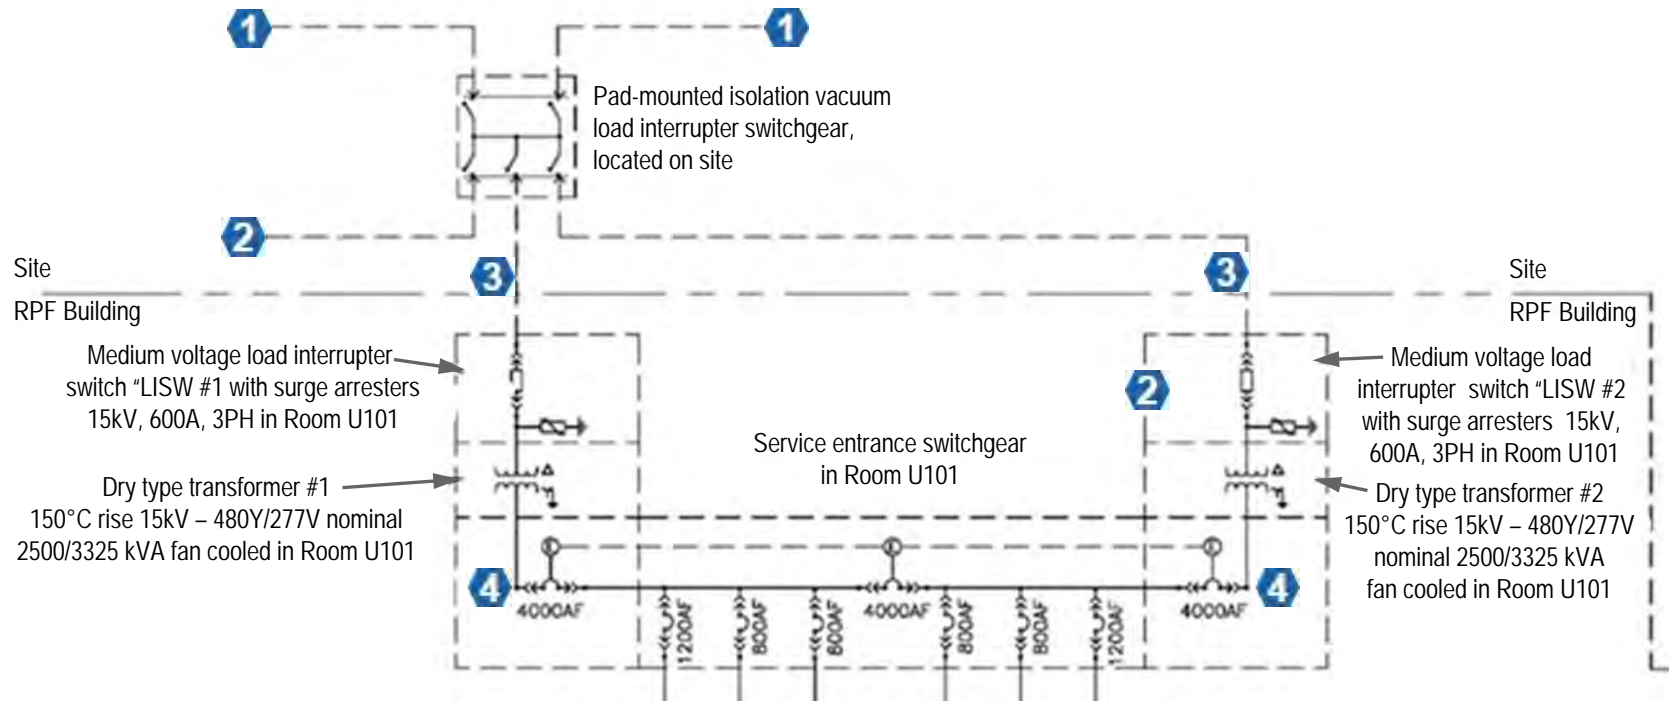 1
1
Pad-mounted isolation vacuum
load interrupter switchgear,
located on site
2
3
3
Site
RPF Building
Site
RPF Building
Medium voltage load interrupter
switch "LISW #1 with surge arresters
15kV, 600A, 3PH in Room U101
2
Medium voltage load
interrupter switch "LISW #2
with surge arresters 15kV,
600A, 3PH in Room U101
Service entrance switchgear
in Room U101
Dry type transformer #1
150°C rise 15kV – 480Y/277V nominal
2500/3325 kVA fan cooled in Room U101
Dry type transformer #2
150°C rise 15kV – 480Y/277V
nominal 2500/3325 kVA
fan cooled in Room U101
4
4
4000AF
4000AF
4000AF
1200AF
800AF
800AF
800AF
800AF
1200AF